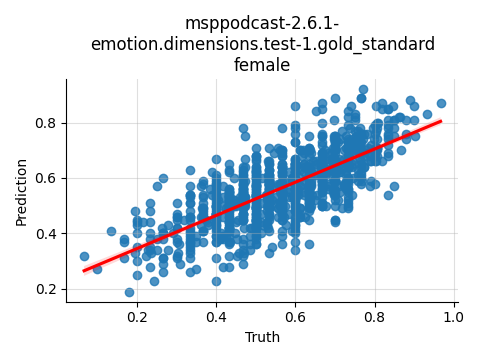 msppodcast-2.6.1-
emotion.dimensions.test-1.gold_standard
female
0.8
0.6
0.4
0.2
Prediction
0.2 0.4 0.6 0.8 1.0
Truth